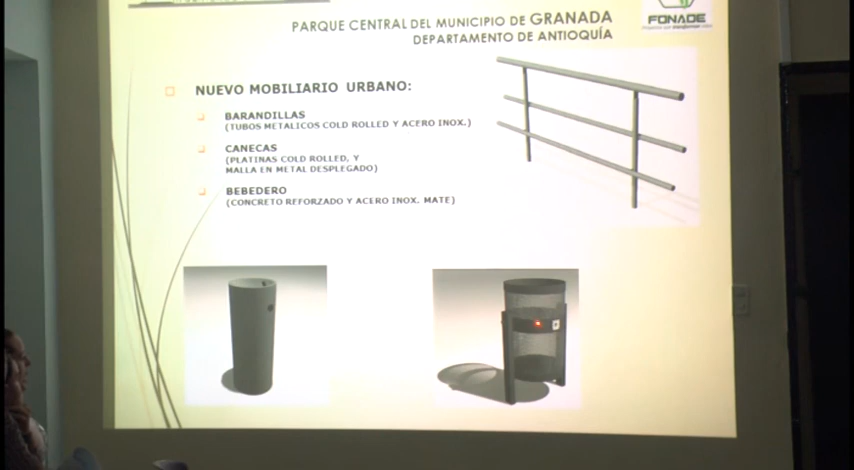 PARQUE CENTRAL DEL MUNICIPIO DE GRANADA
DEPARTAMENTO DE ANTIOQUÍA
FONADE
NUEVO MOBILIARIO URBANO:
BARANDILLAS
(TUBOS METALICOS COLD ROLLED Y ACERO INOX.)
CANECAS
(PLATINAS COLD ROLLED, Y
MALLA EN METAL DESPLEGADO)
BEBEDERO
(CONCRETO REFORZADO Y ACERO INOX. MATE)